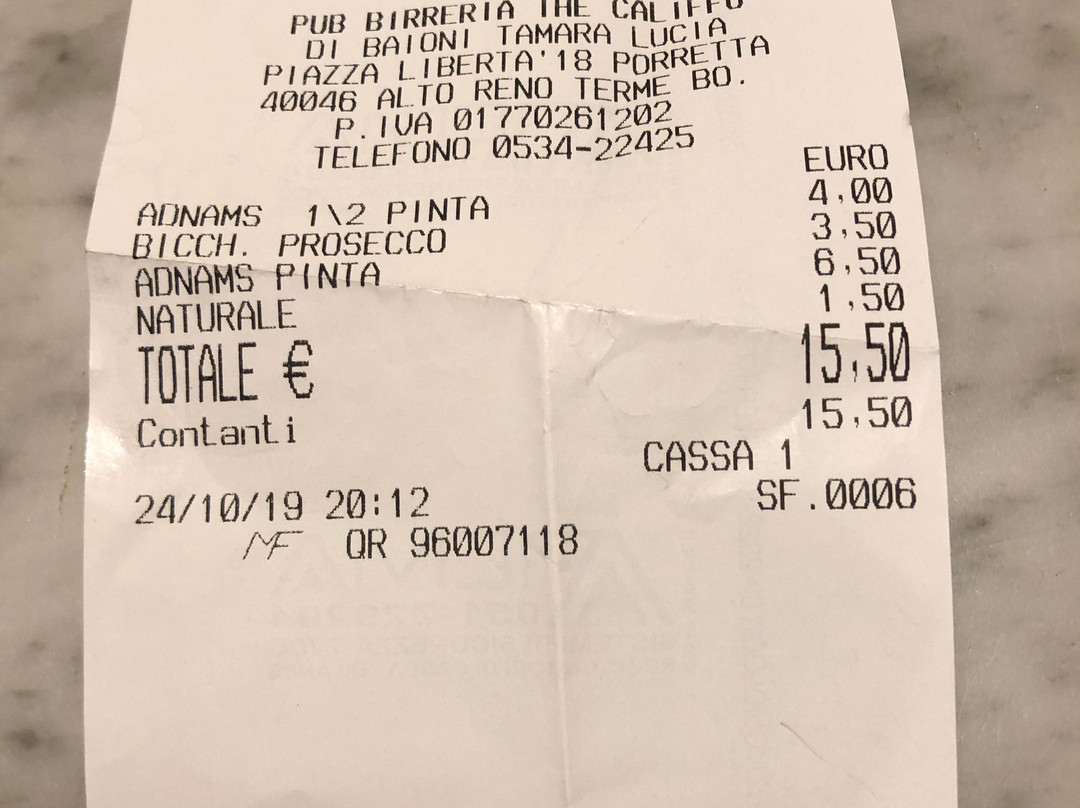 PUB BIRRERIA THE CALIFFO
DI BAIONI TAMARA LUCIA
PIAZZA LIBERTA'18 PORRETTA
40046 ALTO RENO TERME BO.
P.IVA 01770261202
TELEFONO 0534-22425
EURO
ADNAMS 1\2 PINTA 4,00
BICCH. PROSECCO 3,50
ADNAMS PINTA 6,50
NATURALE 1,50
TOTALE € 15,50
Contanti 15,50
CASSA 1
24/10/19 20:12 SF.0006
MF QR 96007118